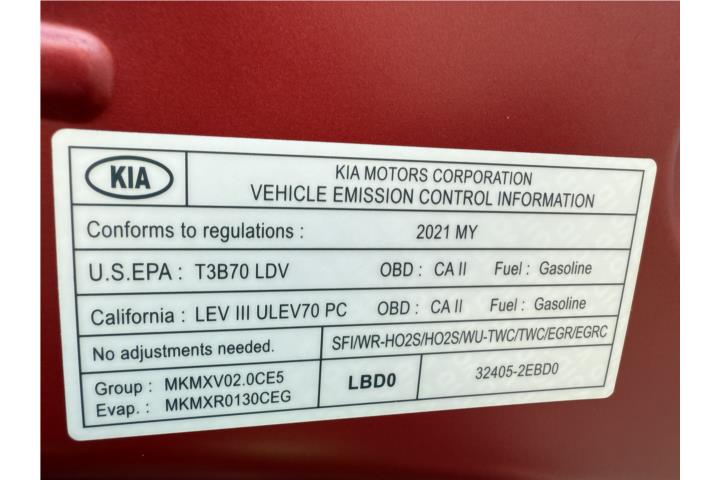 KIA
KIA MOTORS CORPORATION
VEHICLE EMISSION CONTROL INFORMATION
Conforms to regulations : 2021 MY
U.S.EPA : T3B70 LDV OBD : CA II Fuel : Gasoline
California : LEV III ULEV70 PC OBD : CA II Fuel : Gasoline
No adjustments needed. SFI/WR-HO2S/HO2S/WU-TWC/TWC/EGR/EGRC
Group : MKMXV02.0CE5
Evap. : MKMXR0130CEG
LBD0
32405-2EBD0